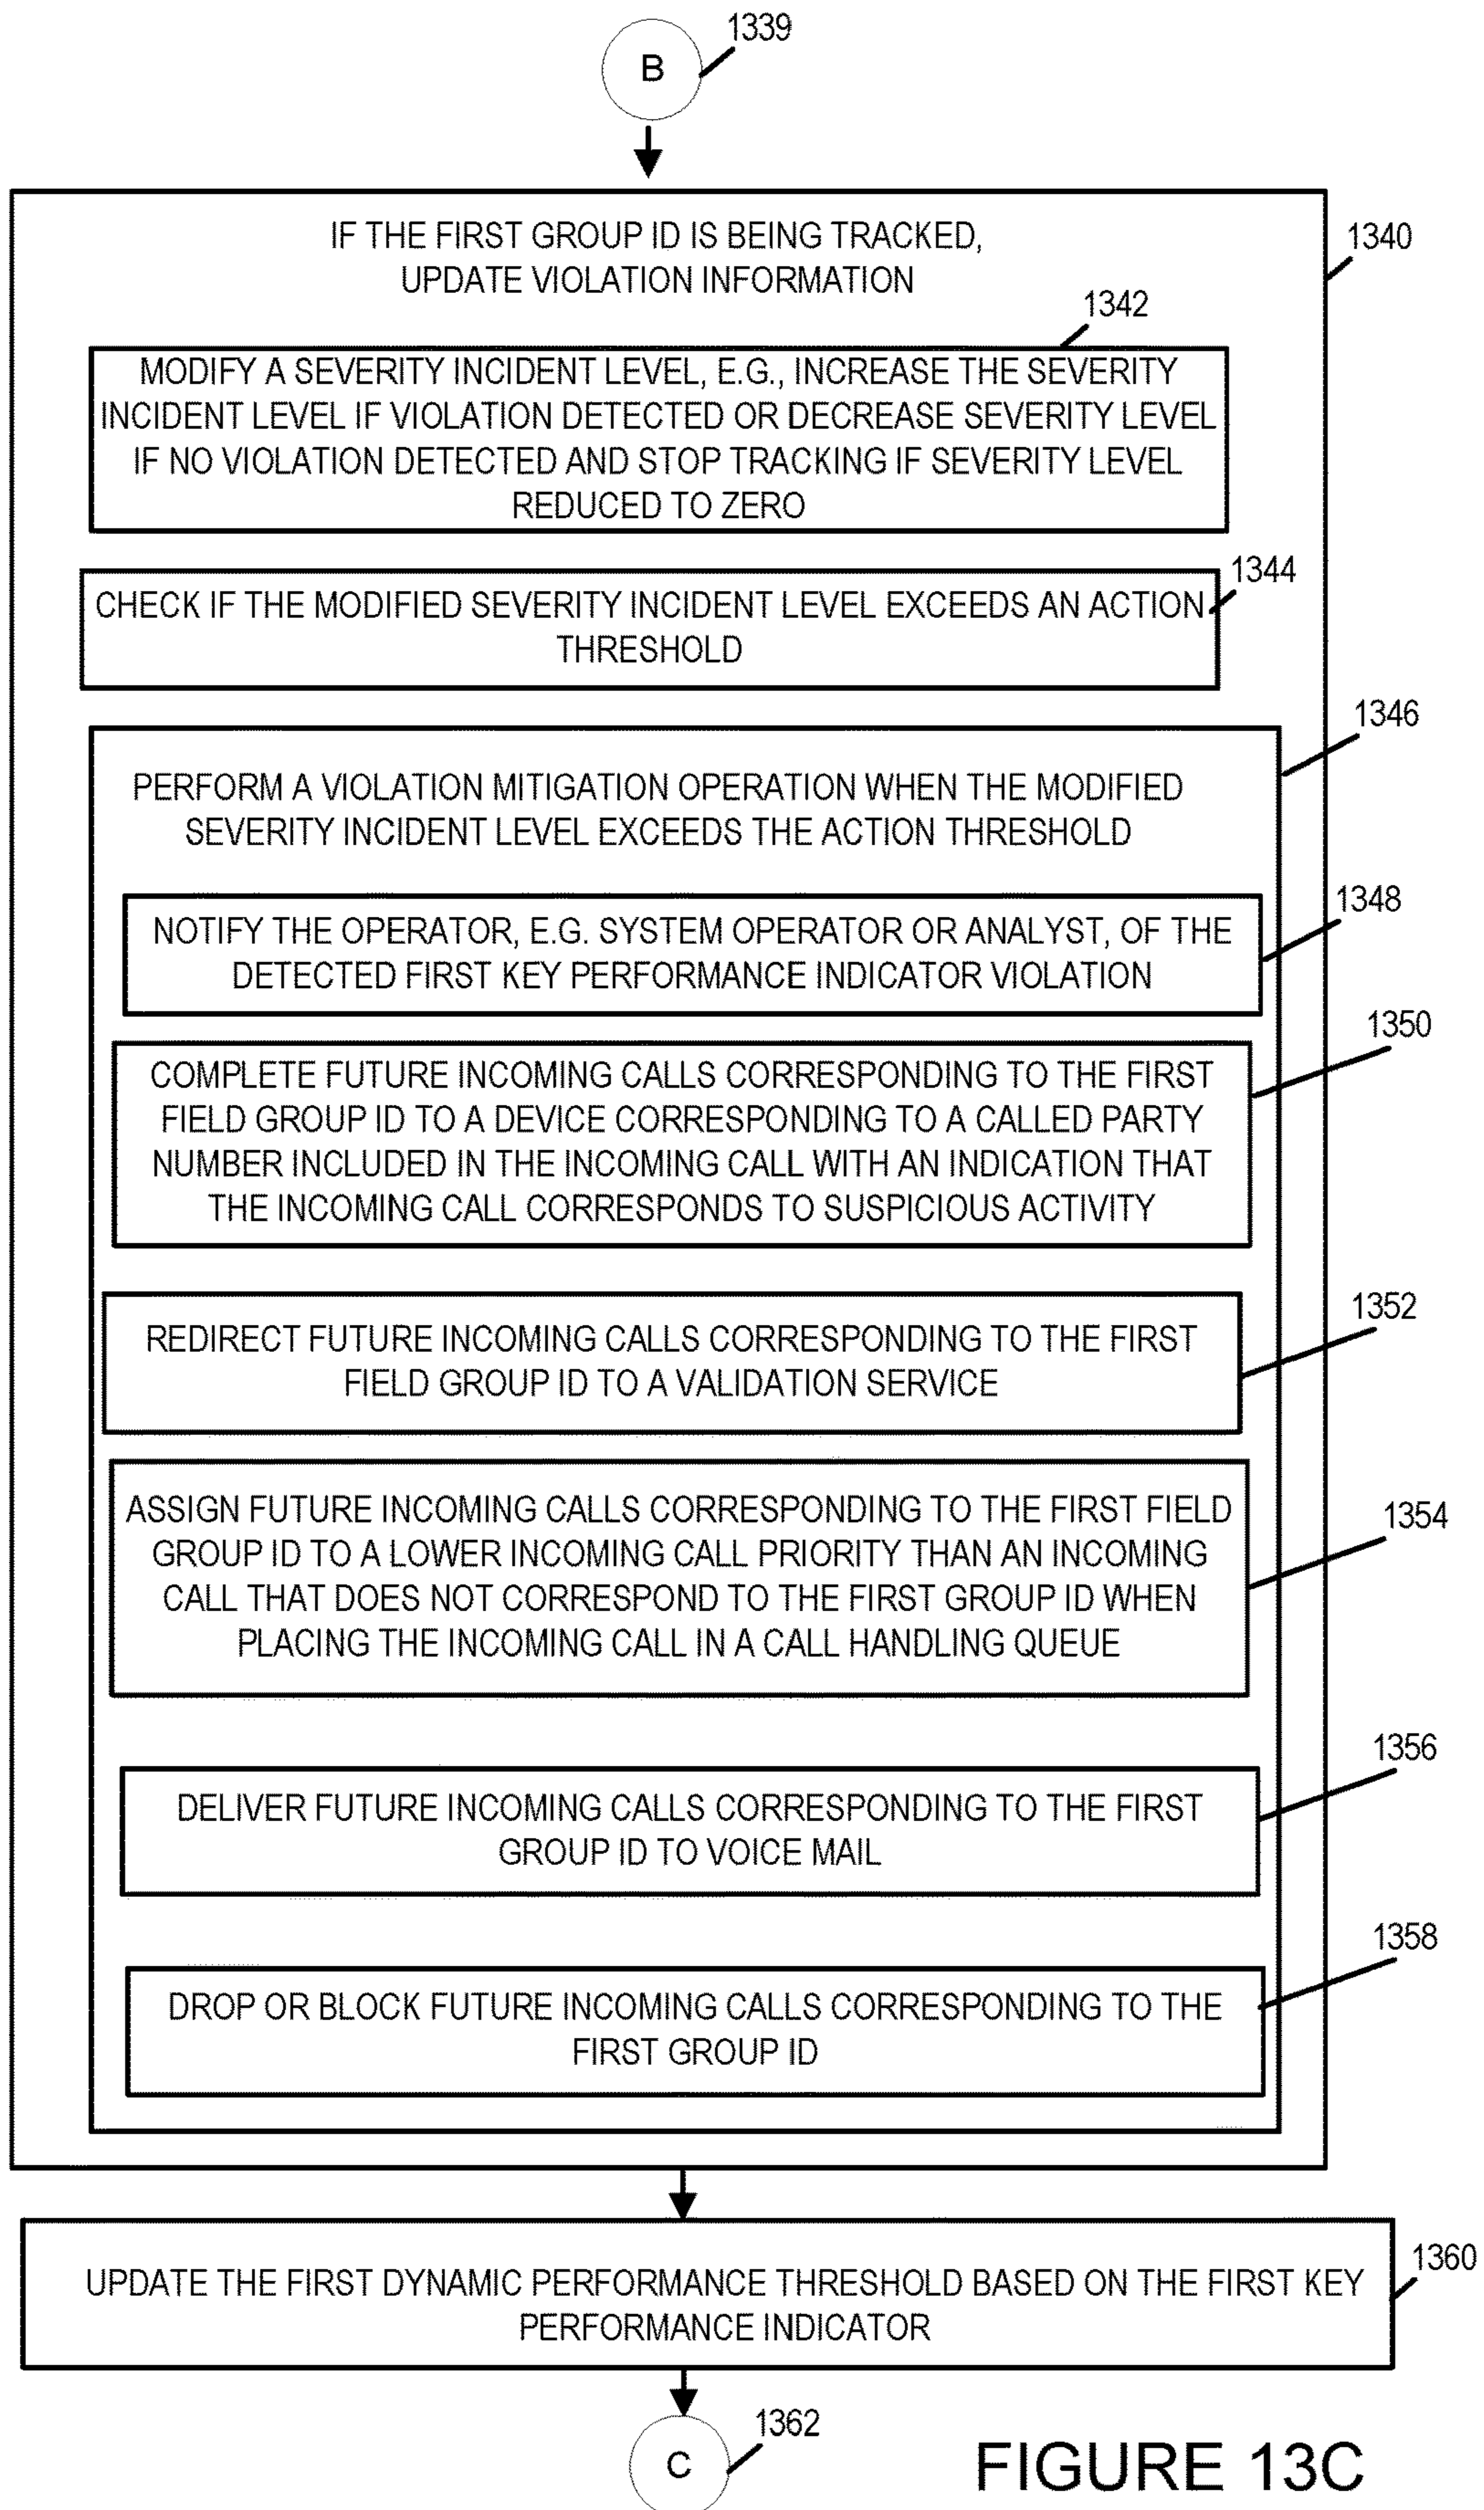 1339
B
IF THE FIRST GROUP ID IS BEING TRACKED,
UPDATE VIOLATION INFORMATION
1340
1342
MODIFY A SEVERITY INCIDENT LEVEL, E.G., INCREASE THE SEVERITY
INCIDENT LEVEL IF VIOLATION DETECTED OR DECREASE SEVERITY LEVEL
IF NO VIOLATION DETECTED AND STOP TRACKING IF SEVERITY LEVEL
REDUCED TO ZERO
1344
CHECK IF THE MODIFIED SEVERITY INCIDENT LEVEL EXCEEDS AN ACTION
THRESHOLD
1346
PERFORM A VIOLATION MITIGATION OPERATION WHEN THE MODIFIED
SEVERITY INCIDENT LEVEL EXCEEDS THE ACTION THRESHOLD
1348
NOTIFY THE OPERATOR, E.G. SYSTEM OPERATOR OR ANALYST, OF THE
DETECTED FIRST KEY PERFORMANCE INDICATOR VIOLATION
1350
COMPLETE FUTURE INCOMING CALLS CORRESPONDING TO THE FIRST
FIELD GROUP ID TO A DEVICE CORRESPONDING TO A CALLED PARTY
NUMBER INCLUDED IN THE INCOMING CALL WITH AN INDICATION THAT
THE INCOMING CALL CORRESPONDS TO SUSPICIOUS ACTIVITY
1352
REDIRECT FUTURE INCOMING CALLS CORRESPONDING TO THE FIRST
FIELD GROUP ID TO A VALIDATION SERVICE
1354
ASSIGN FUTURE INCOMING CALLS CORRESPONDING TO THE FIRST FIELD
GROUP ID TO A LOWER INCOMING CALL PRIORITY THAN AN INCOMING
CALL THAT DOES NOT CORRESPOND TO THE FIRST GROUP ID WHEN
PLACING THE INCOMING CALL IN A CALL HANDLING QUEUE
1356
DELIVER FUTURE INCOMING CALLS CORRESPONDING TO THE FIRST
GROUP ID TO VOICE MAIL
1358
DROP OR BLOCK FUTURE INCOMING CALLS CORRESPONDING TO THE
FIRST GROUP ID
1360
UPDATE THE FIRST DYNAMIC PERFORMANCE THRESHOLD BASED ON THE FIRST KEY
PERFORMANCE INDICATOR
1362
C
FIGURE 13C